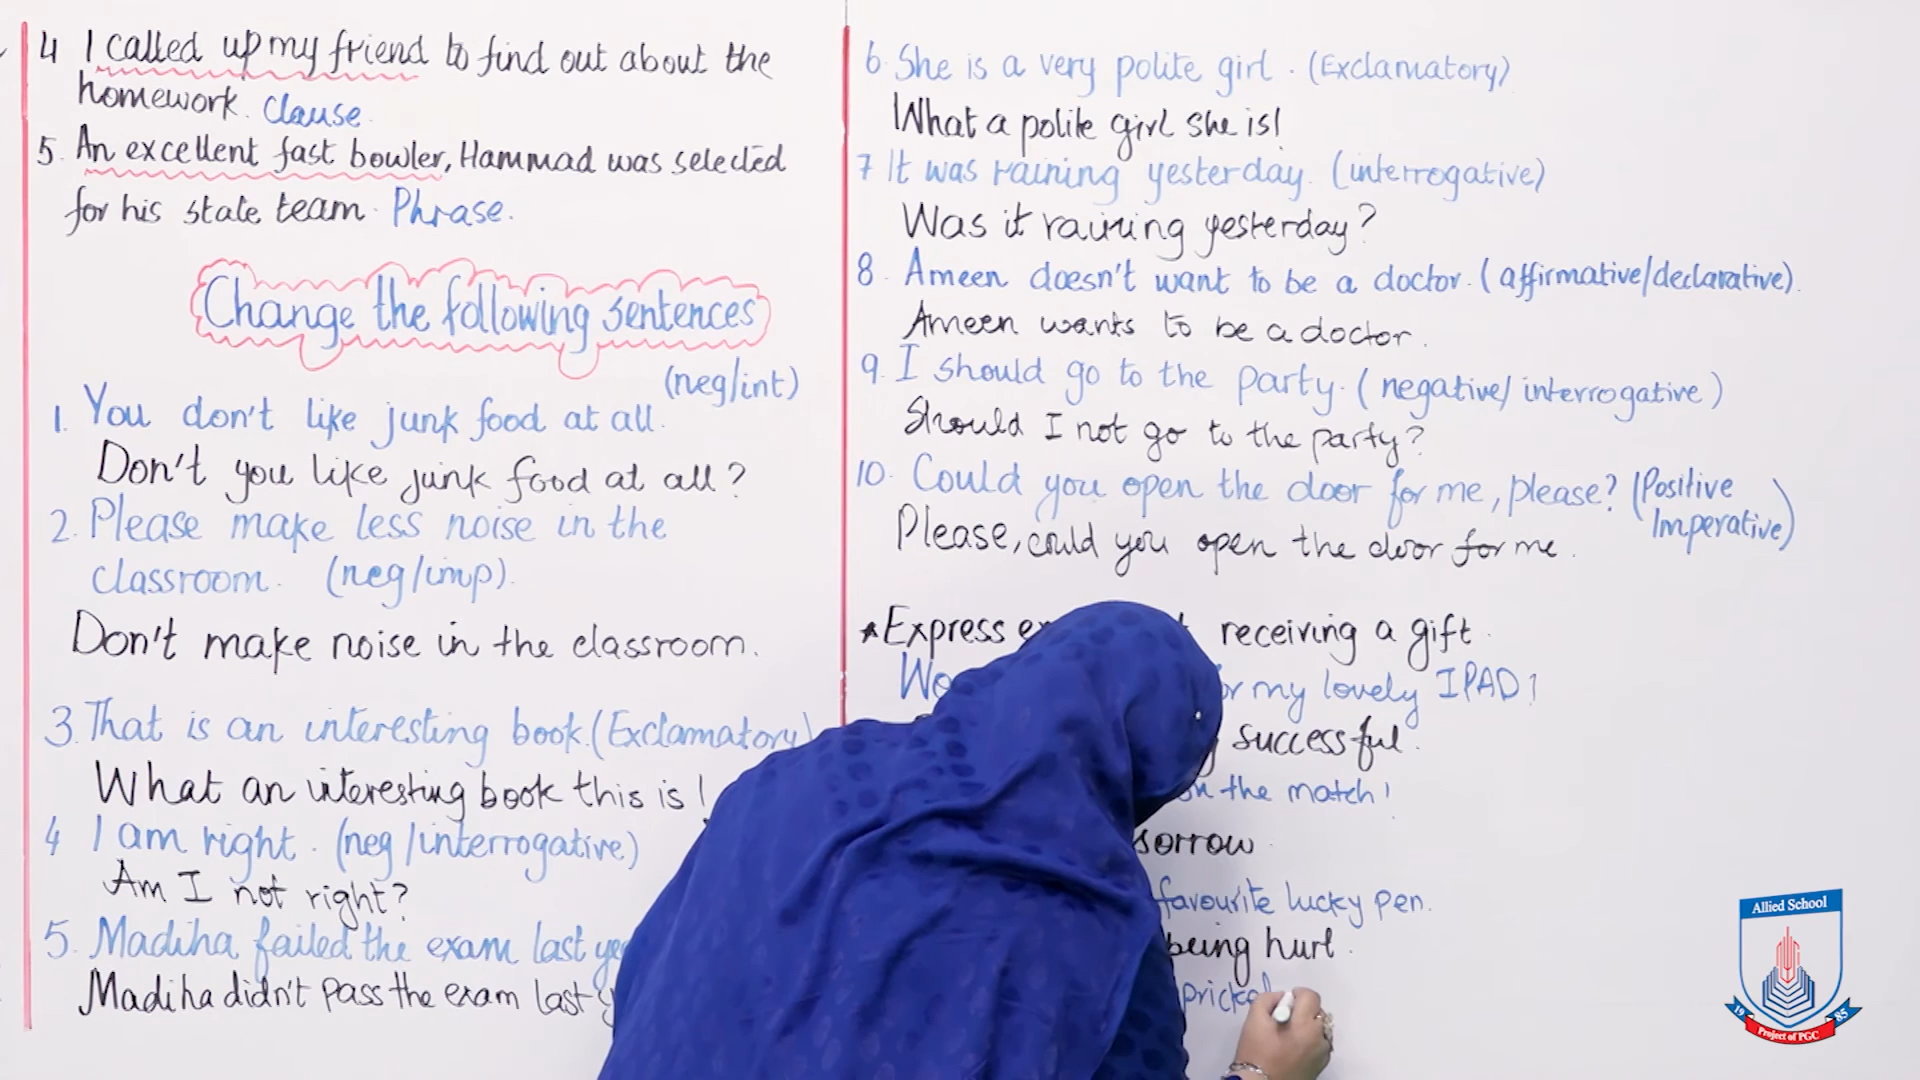 4 I called up my friend to find out about the
homework. Clause.
5. An excellent fast bowler, Hammad was selected
for his state team. Phrase.
Change the following sentences
(neg/int)
1. You don't like junk food at all.
Don't you like junk food at all?
2. Please make less noise in the
classroom. (neg/imp).
Don't make noise in the classroom.
3. That is an interesting book. (Exclamatory)
What an interesting book this is!
4 I am right. (neg/interrogative)
Am I not right?
5. Madiha failed the exam last
Madiha didn't pass the exam last
6. She is a very polite girl. (Exclamatory)
What a polite girl she is!
7 It was raining yesterday. (interrogative)
Was it raining yesterday?
8. Ameen doesn't want to be a doctor. (affirmative/declarative).
Ameen wants to be a doctor.
9. I should go to the party. (negative/interrogative)
Should I not go to the party?
10. Could you open the door for me, please? (Positive
Imperative)
Please, could you open the door for me.
*Express receiving a gift.
my lovely IPAD!
successful.
the match!
sorrow
favourite lucky pen.
being hurt.
Allied School
19 85
Project of PGC